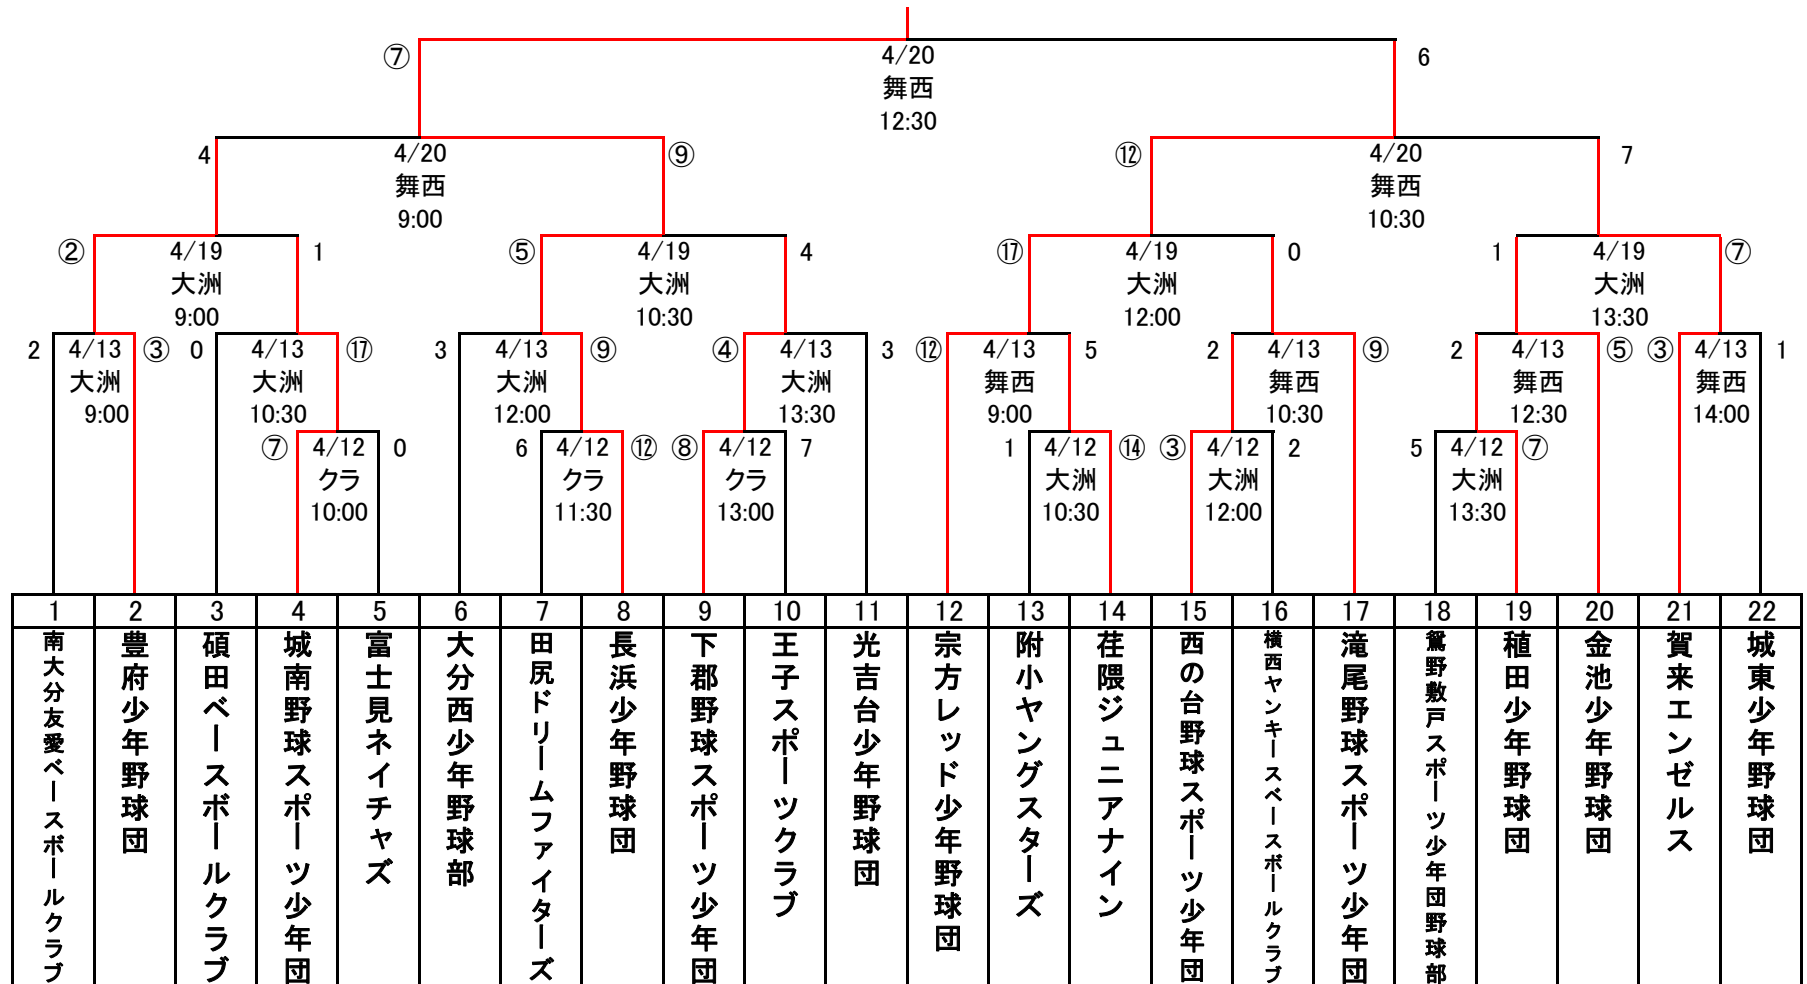 ⑦ 4/20 6
舞西
12:30
4 4/20 ⑨ ⑫ 4/20 7
舞西 舞西
9:00 10:30
② 4/19 1 ⑤ 4/19 4 ⑰ 4/19 0 1 4/19 ⑦
大洲 大洲 大洲 大洲
9:00 10:30 12:00 13:30
2 4/13 ③ 0 4/13 ⑰ 3 4/13 ⑨ ④ 4/13 3 ⑫ 4/13 5 2 4/13 ⑨ 2 4/13 ⑤ ③ 4/13 1
大洲 大洲 大洲 大洲 舞西 舞西 舞西 舞西
9:00 10:30 12:00 13:30 9:00 10:30 12:30 14:00
⑦ 4/12 0 6 4/12 ⑫ ⑧ 4/12 7 1 4/12 ⑭ ③ 4/12 2 5 4/12 ⑦
クラ クラ クラ 大洲 大洲 大洲
10:00 11:30 13:00 10:30 12:00 13:30
1 2 3 4 5 6 7 8 9 10 11 12 13 14 15 16 17 18 19 20 21 22
南大分友愛ベースボールクラブ
豊府少年野球団
碩田ベースボールクラブ
城南野球スポーツ少年団
富士見ネイチャズ
大分西少年野球部
田尻ドリームファイターズ
長浜少年野球団
下郡野球スポーツ少年団
王子スポーツクラブ
光吉台少年野球団
宗方レッド少年野球団
附小ヤングスターズ
荏隈ジュニアナイン
西の台野球スポーツ少年団
横西ヤンキースベースボールクラブ
滝尾野球スポーツ少年団
鴛野敷戸スポーツ少年団野球部
稙田少年野球団
金池少年野球団
賀来エンゼルス
城東少年野球団